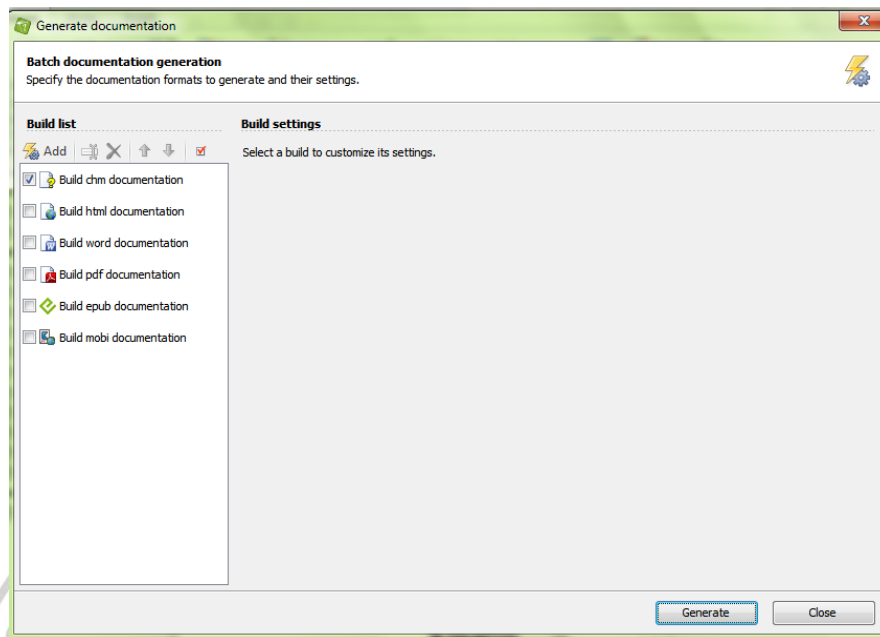 Generate documentation
Batch documentation generation
Specify the documentation formats to generate and their settings.
Build list
Add
Build chm documentation
Build html documentation
Build word documentation
Build pdf documentation
Build epub documentation
Build mobi documentation
Build settings
Select a build to customize its settings.
Generate
Close